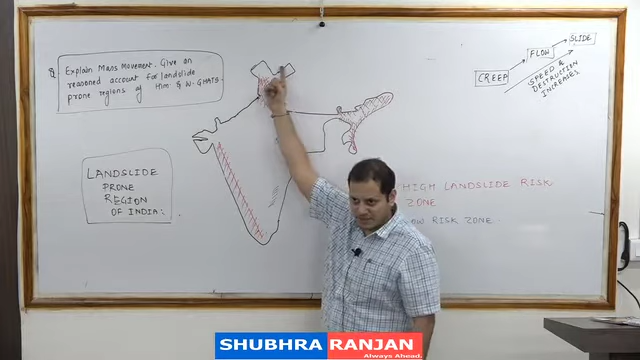 Q Explain Mass Movement. Give an
reasoned account for landslide
prone regions of Him & W-GHATS
LANDSLIDE
PRONE
REGION
OF INDIA:
CREEP
FLOW
SLIDE
SPEED &
DESTRUCTION
INCREASES
HIGH LANDSLIDE RISK
ZONE
LOW RISK ZONE
SHUBHRA RANJAN
Always Ahead.